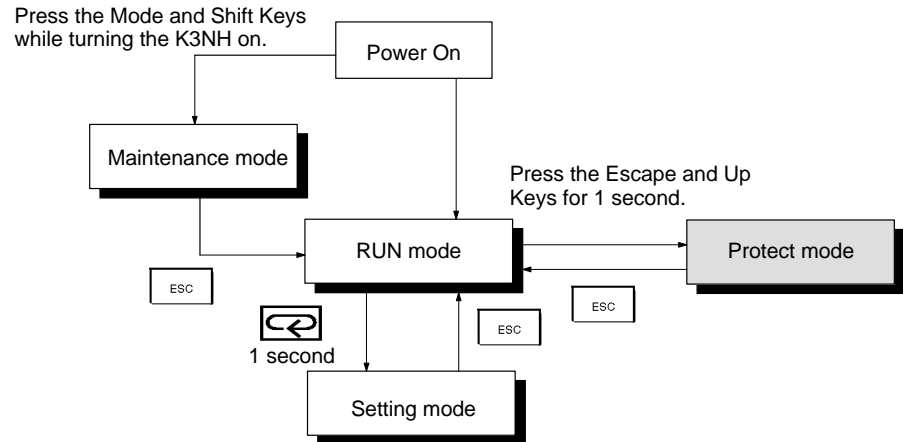 Press the Mode and Shift Keys
while turning the K3NH on.
Power On
Maintenance mode
Press the Escape and Up
Keys for 1 second.
RUN mode
Protect mode
ESC
ESC
ESC
1 second
Setting mode